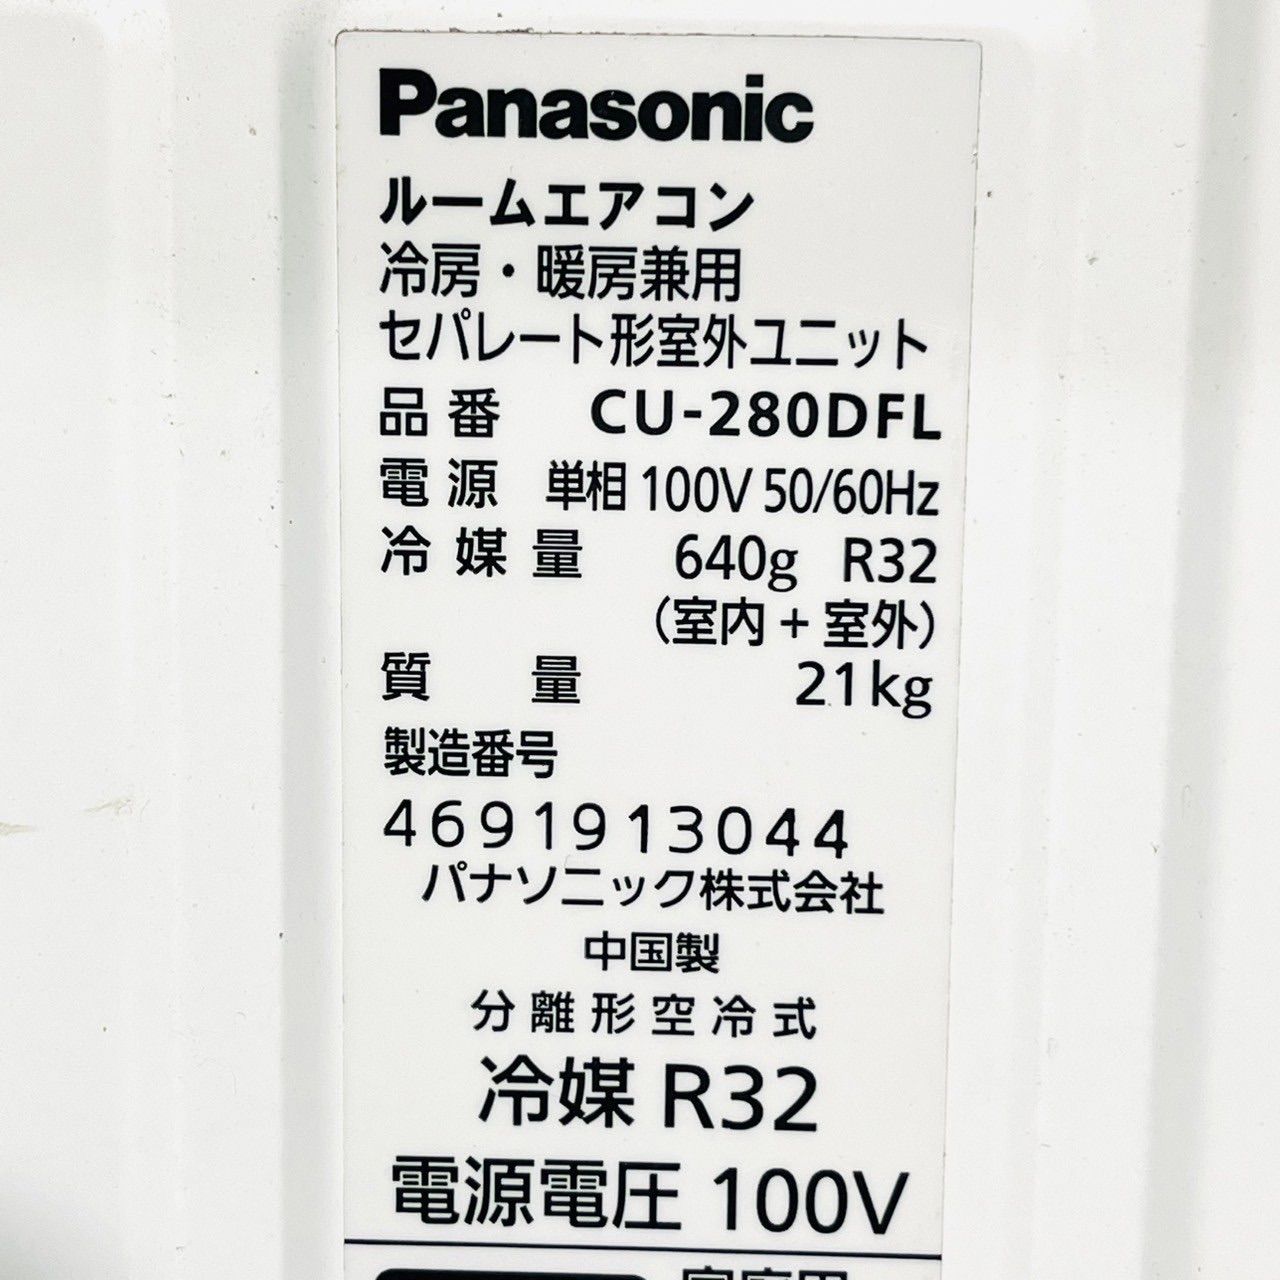 Panasonic
ルームエアコン
冷房・暖房兼用
セパレート形室外ユニット
品番 CU-280DFL
電源 単相100V 50/60Hz
冷媒量 640g R32
(室内+室外)
質量 21kg
製造番号
4691913044
パナソニック株式会社
中国製
分離形空冷式
冷媒 R32
電源電圧 100V